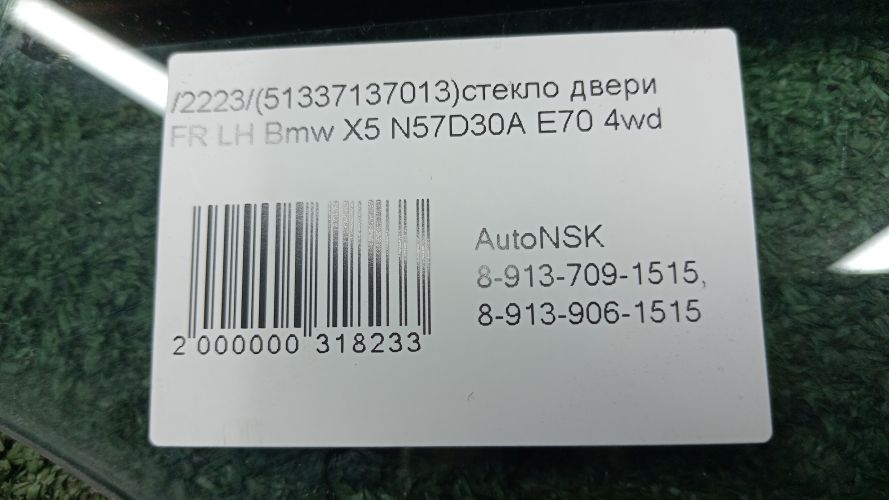 /2223/(51337137013)стекло двери
FR LH Bmw X5 N57D30A E70 4wd
AutoNSK
8-913-709-1515,
8-913-906-1515
2 000000 318233